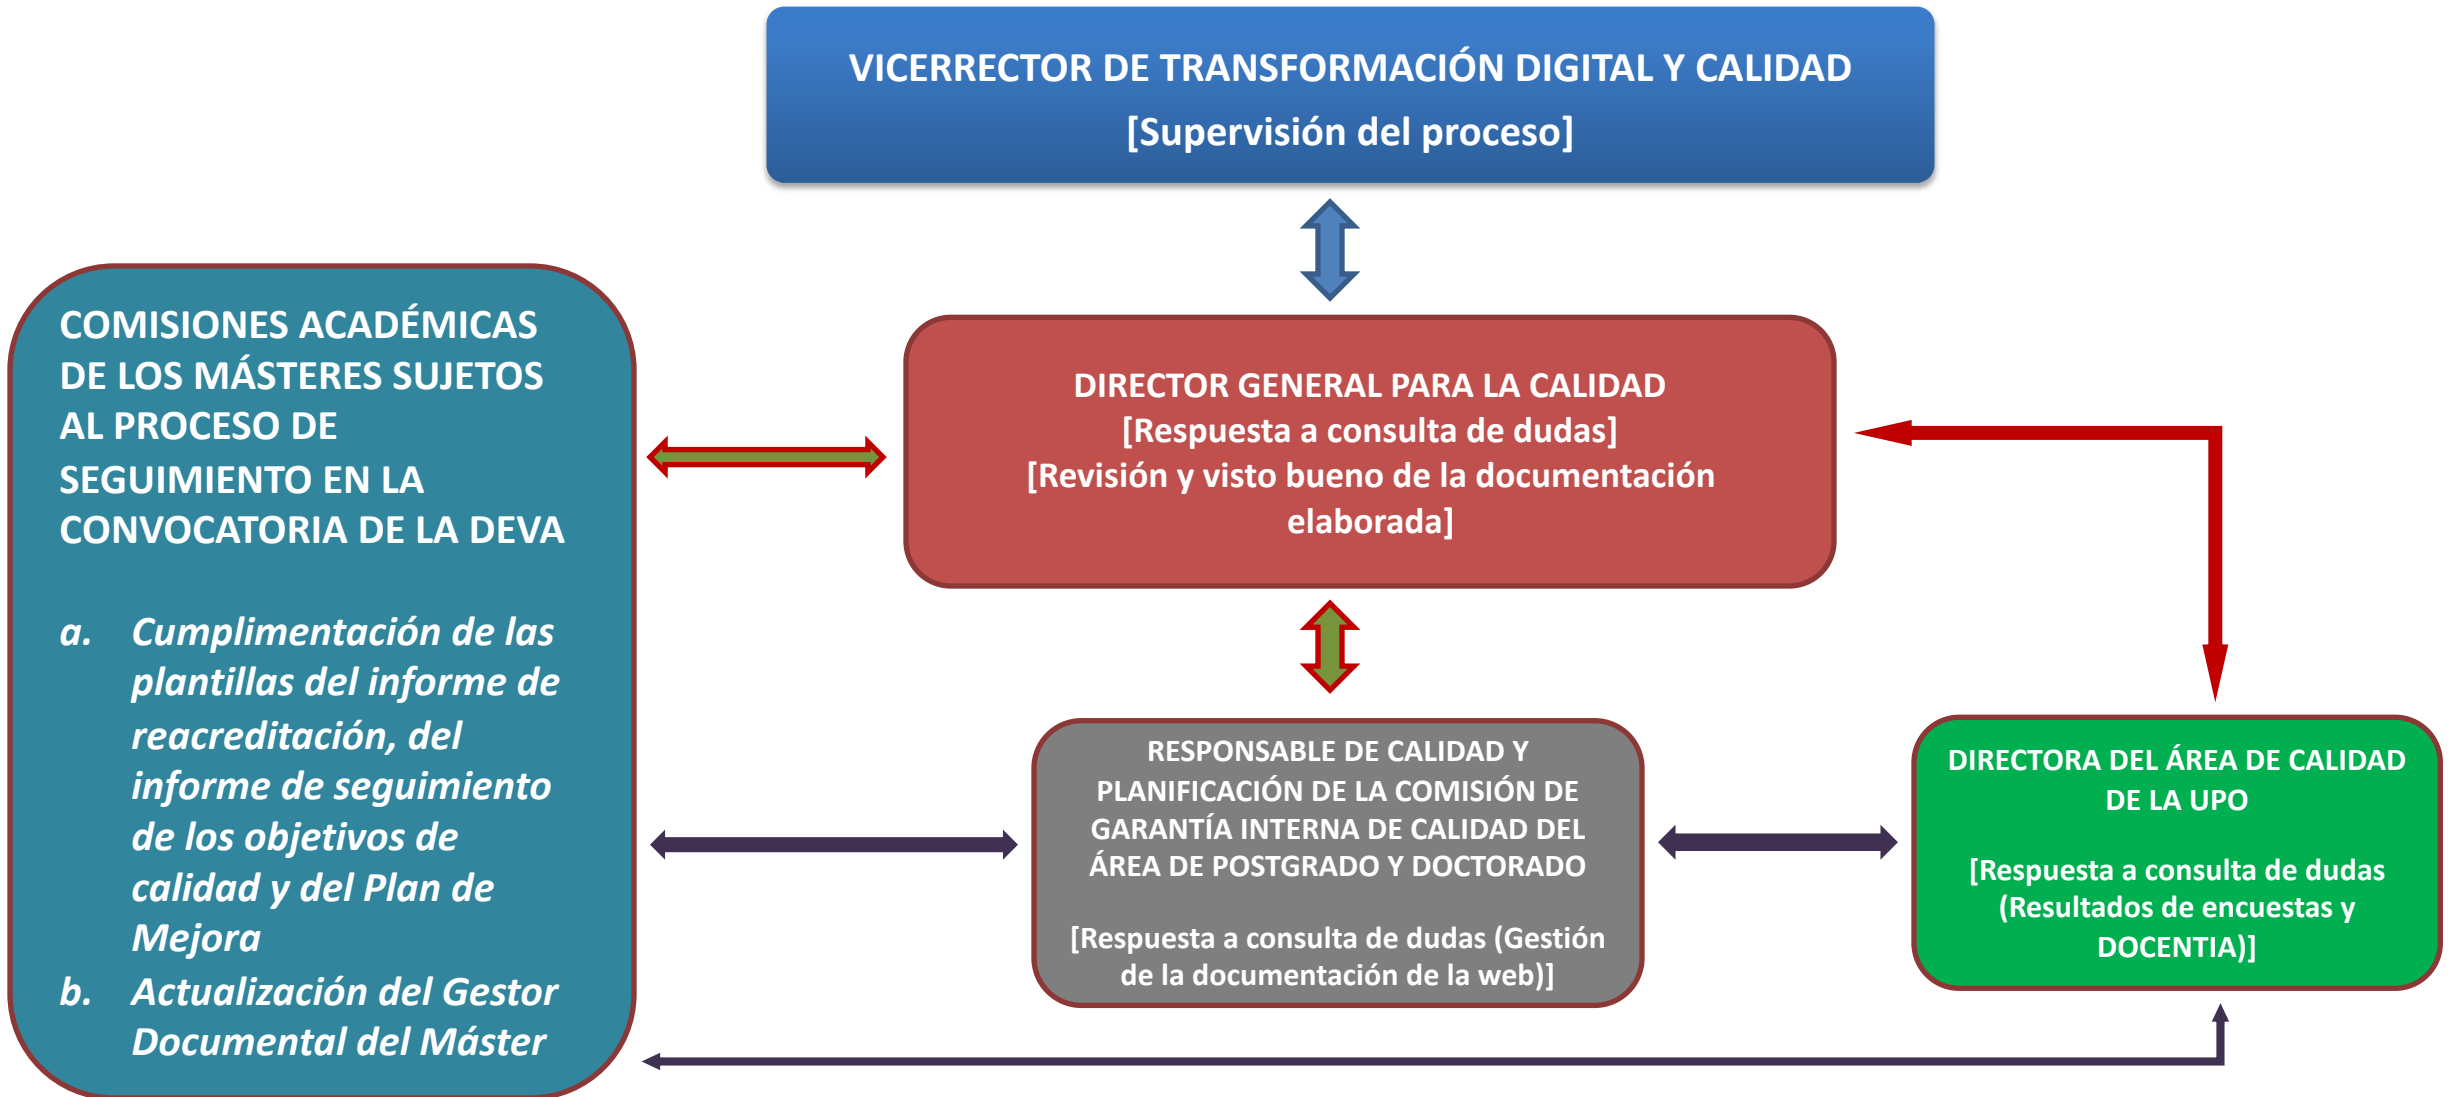 VICERRECTOR DE TRANSFORMACIÓN DIGITAL Y CALIDAD
[Supervisión del proceso]
COMISIONES ACADÉMICAS
DE LOS MÁSTERES SUJETOS
AL PROCESO DE
SEGUIMIENTO EN LA
CONVOCATORIA DE LA DEVA
a. Cumplimentación de las
plantillas del informe de
reacreditación, del
informe de seguimiento
de los objetivos de
calidad y del Plan de
Mejora
b. Actualización del Gestor
Documental del Máster
DIRECTOR GENERAL PARA LA CALIDAD
[Respuesta a consulta de dudas]
[Revisión y visto bueno de la documentación
elaborada]
RESPONSABLE DE CALIDAD Y
PLANIFICACIÓN DE LA COMISIÓN DE
GARANTÍA INTERNA DE CALIDAD DEL
ÁREA DE POSTGRADO Y DOCTORADO
[Respuesta a consulta de dudas (Gestión
de la documentación de la web)]
DIRECTORA DEL ÁREA DE CALIDAD
DE LA UPO
[Respuesta a consulta de dudas
(Resultados de encuestas y
DOCENTIA)]